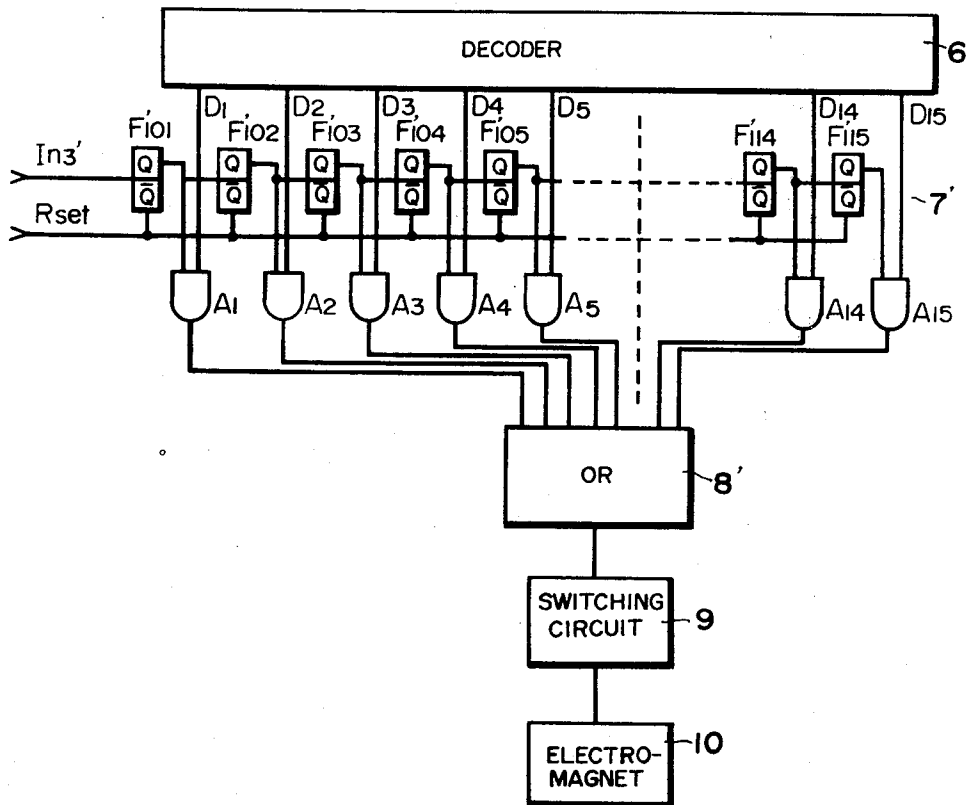 DECODER
6
D1 D2 D3 D4 D5 D14 D15
F'101 F'102 F'103 F'104 F'105 F'114 F'115
In3'
Q Q Q Q Q Q Q
Q̅ Q̅ Q̅ Q̅ Q̅ Q̅ Q̅
7'
Rset
A1 A2 A3 A4 A5 A14 A15
OR
8'
SWITCHING
CIRCUIT
9
10
ELECTRO-
MAGNET